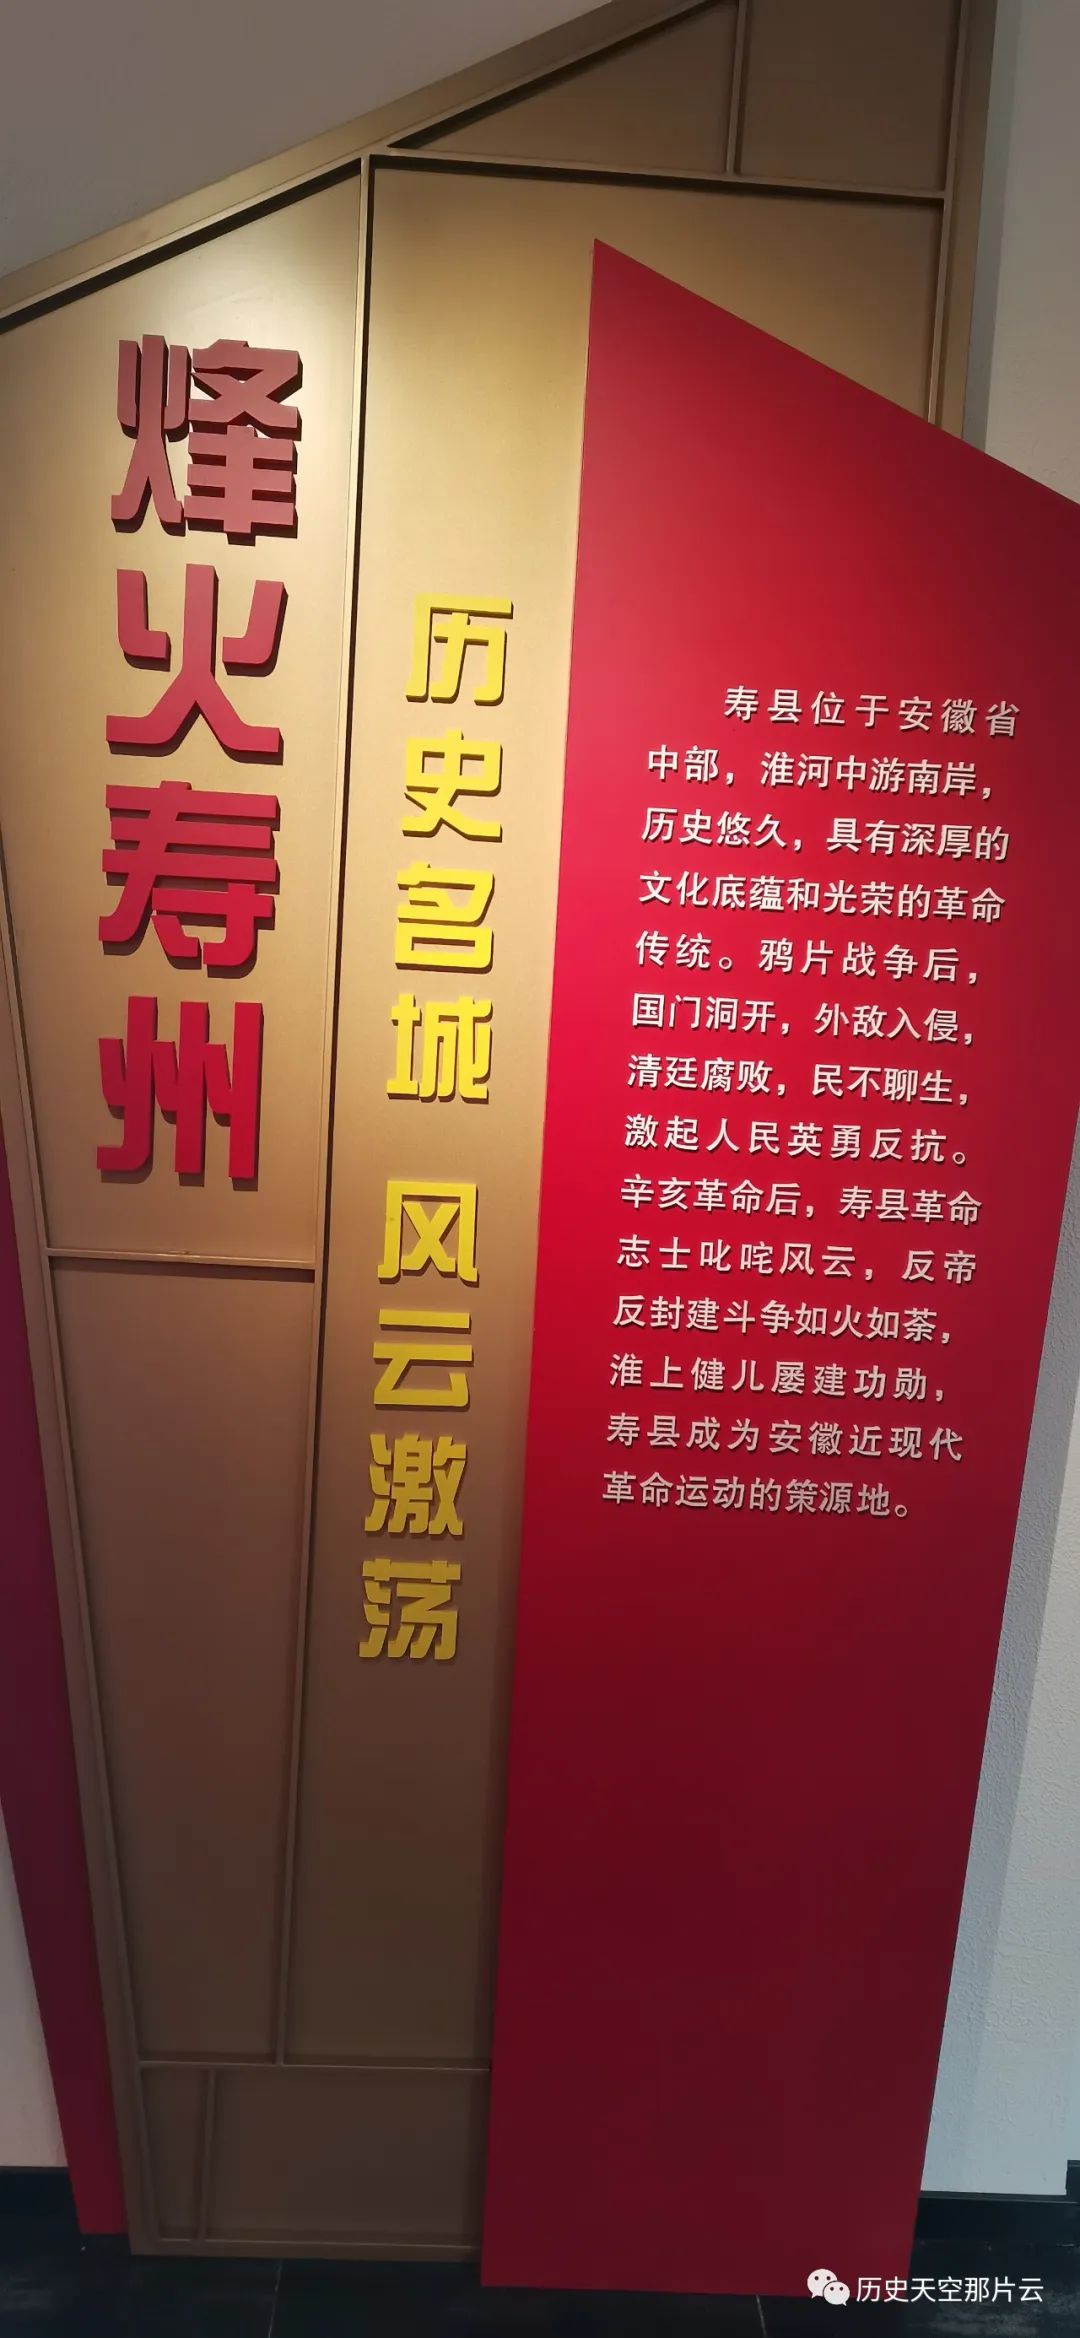 烽火寿州
历史名城 风云激荡
寿县位于安徽省
中部，淮河中游南岸，
历史悠久，具有深厚的
文化底蕴和光荣的革命
传统。鸦片战争后，
国门洞开，外敌入侵，
清廷腐败，民不聊生，
激起人民英勇反抗。
辛亥革命后，寿县革命
志士叱咤风云，反帝
反封建斗争如火如荼，
淮上健儿屡建功勋，
寿县成为安徽近现代
革命运动的策源地。
历史天空那片云